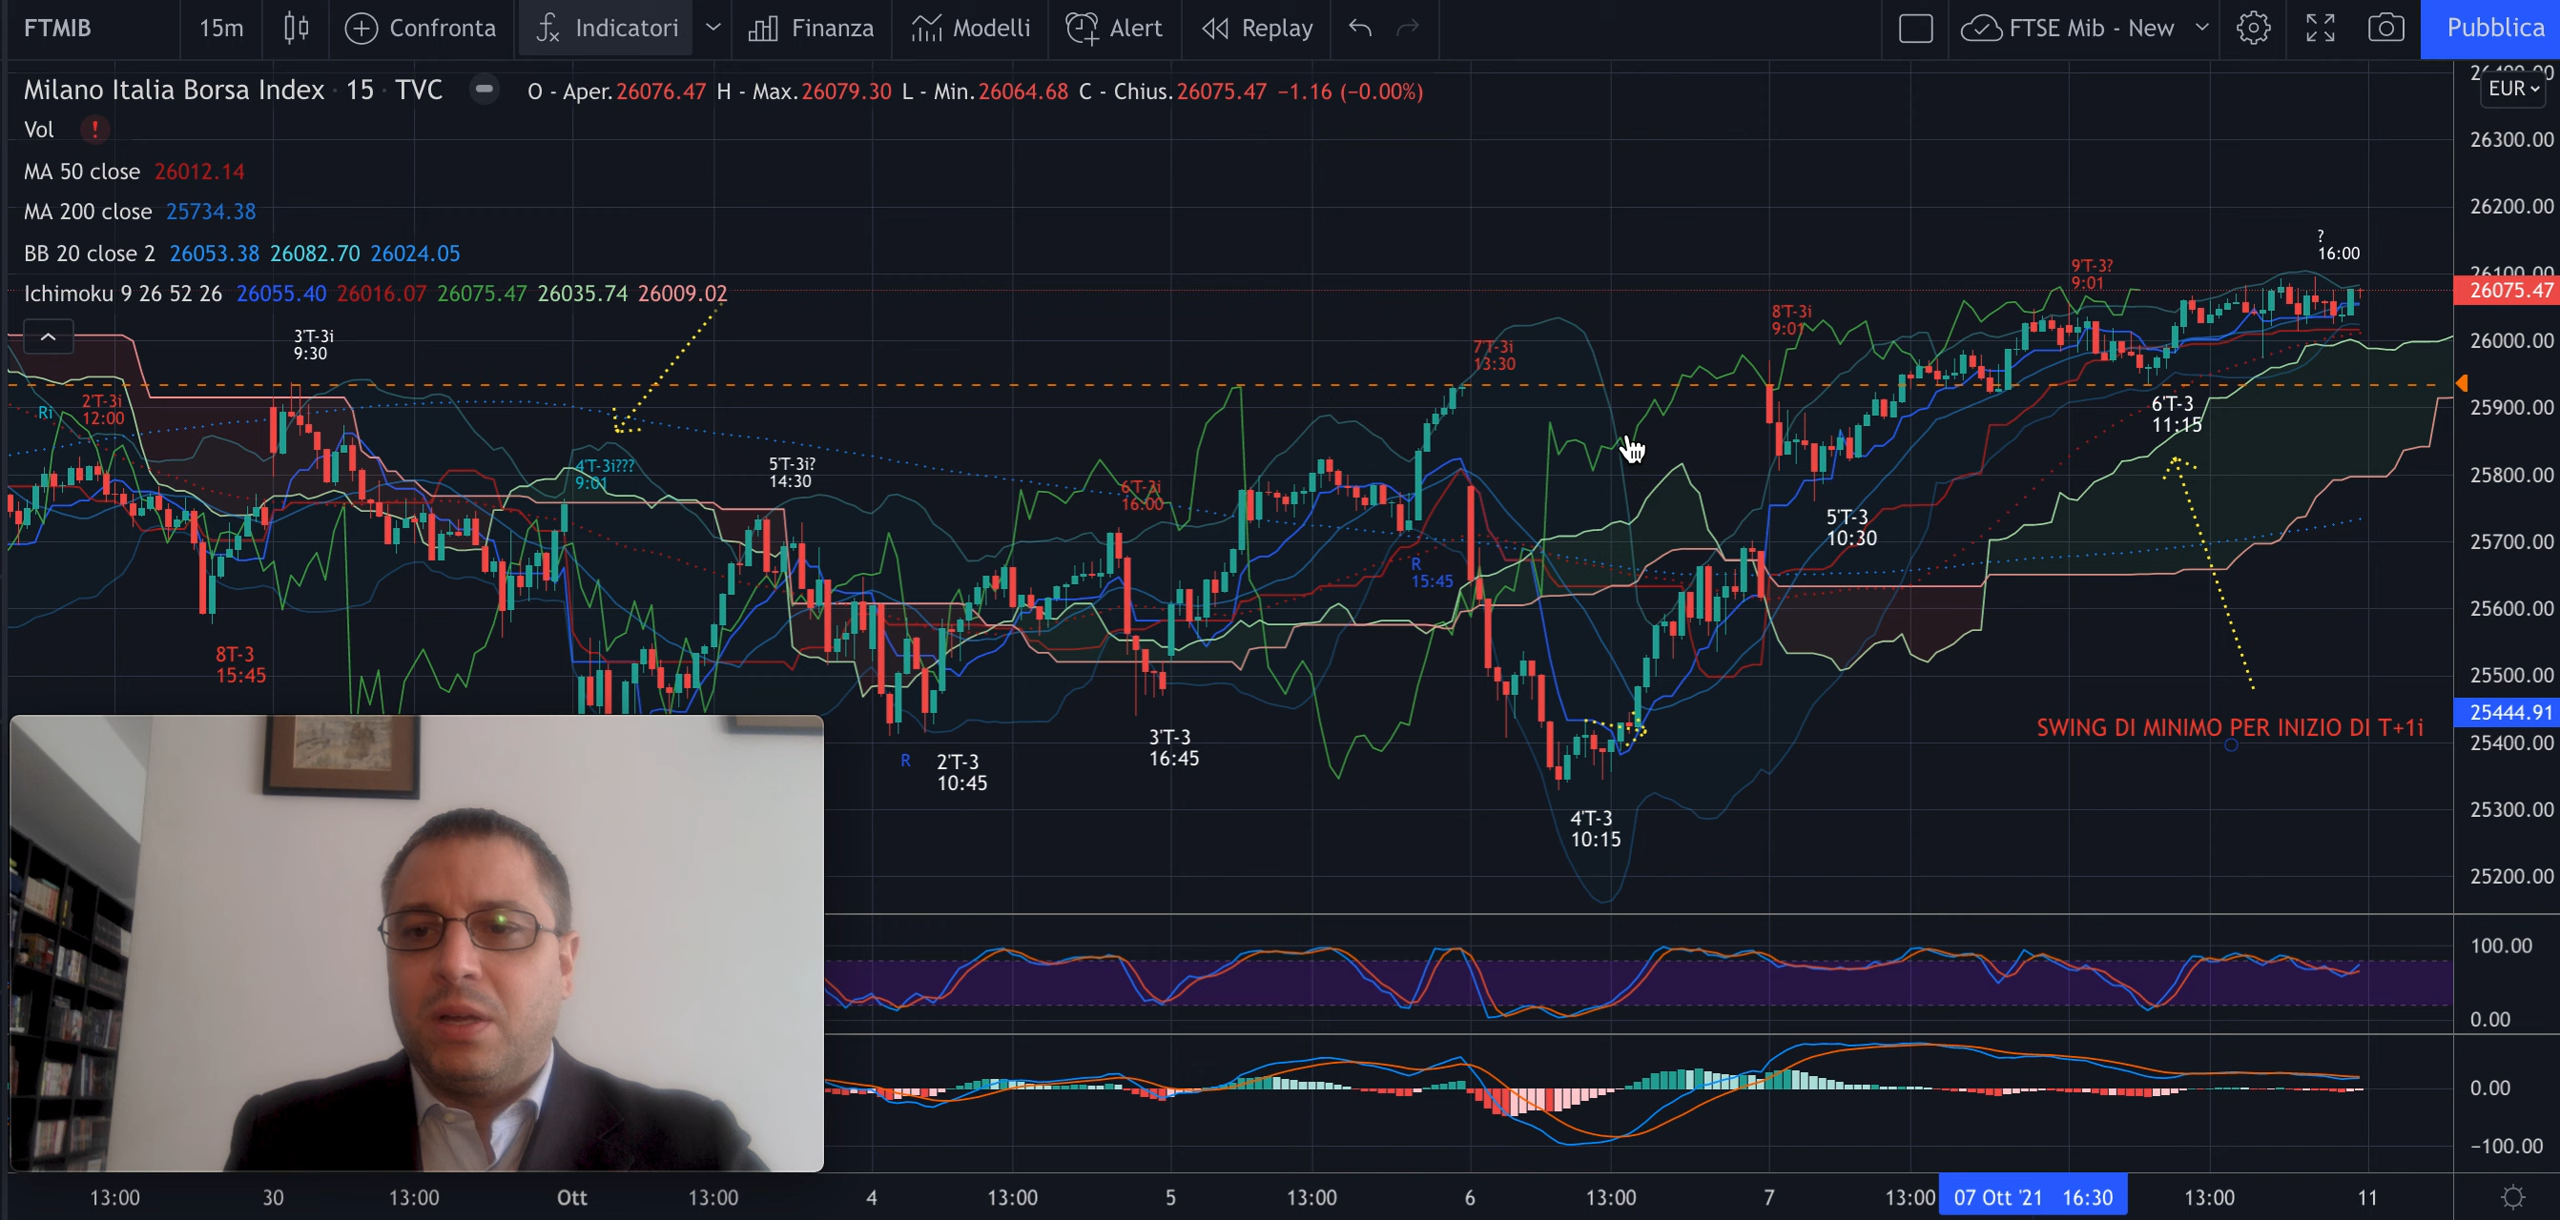 FTMIB 15m Confronta Indicatori Finanza Modelli Alert Replay FTSE Mib - New Pubblica
Milano Italia Borsa Index · 15 · TVC O - Aper.26076.47 H - Max.26079.30 L - Min.26064.68 C - Chius.26075.47 −1.16 (−0.00%)
EUR
Vol !
MA 50 close 26012.14
MA 200 close 25734.38
BB 20 close 2 26053.38 26082.70 26024.05
Ichimoku 9 26 52 26 26055.40 26016.07 26075.47 26035.74 26009.02
26300.00
26200.00
26075.47
26000.00
25900.00
25800.00
25700.00
25600.00
25500.00
25444.91
25400.00
25300.00
25200.00
Ri
2'T-3i
12:00
3'T-3i
9:30
8T-3
15:45
4'T-3i???
9:01
5'T-3i?
14:30
R
2'T-3
10:45
6'T-3i
16:00
3'T-3
16:45
R
15:45
7'T-3i
13:30
4'T-3
10:15
8'T-3i
9:01
5'T-3
10:30
9'T-3?
9:01
6'T-3
11:15
?
16:00
SWING DI MINIMO PER INIZIO DI T+1i
100.00
0.00
0.00
−100.00
13:00 30 13:00 Ott 13:00 4 13:00 5 13:00 6 13:00 7 13:00 07 Ott '21 16:30 13:00 11